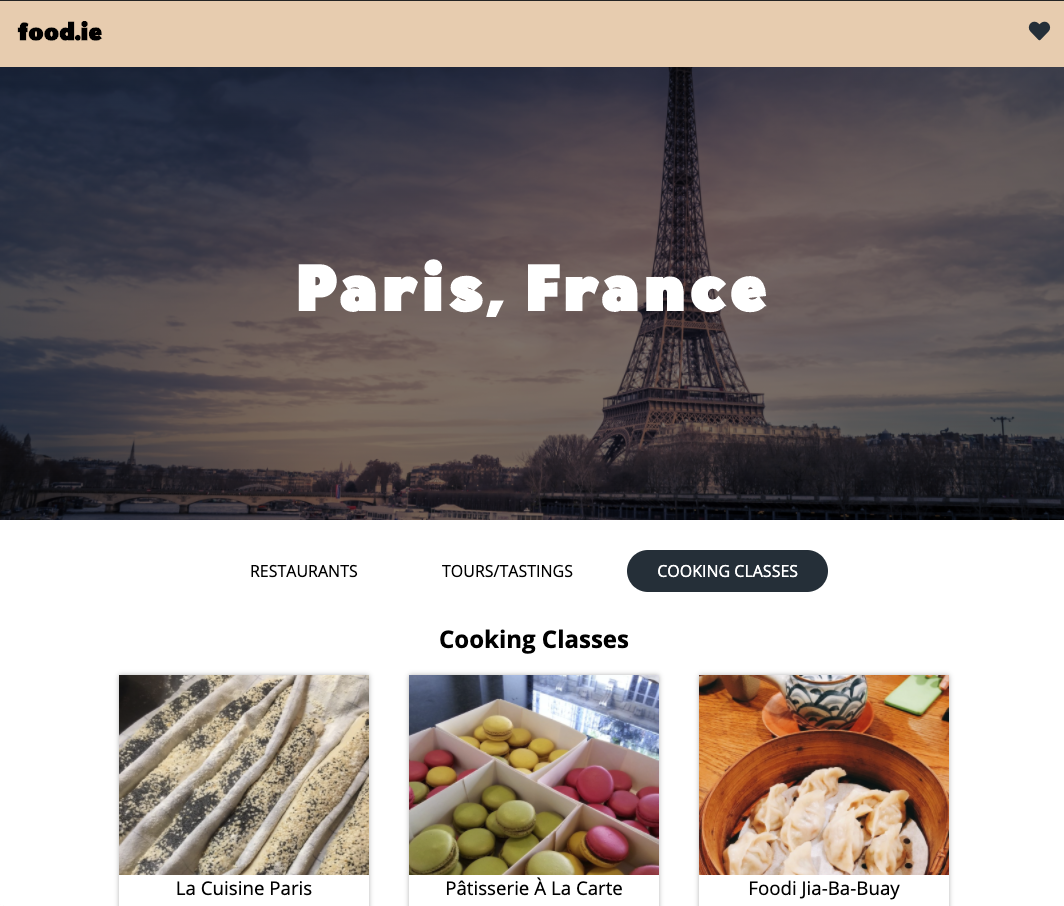 food.ie
Paris, France
RESTAURANTS TOURS/TASTINGS COOKING CLASSES
Cooking Classes
La Cuisine Paris Pâtisserie À La Carte Foodi Jia-Ba-Buay